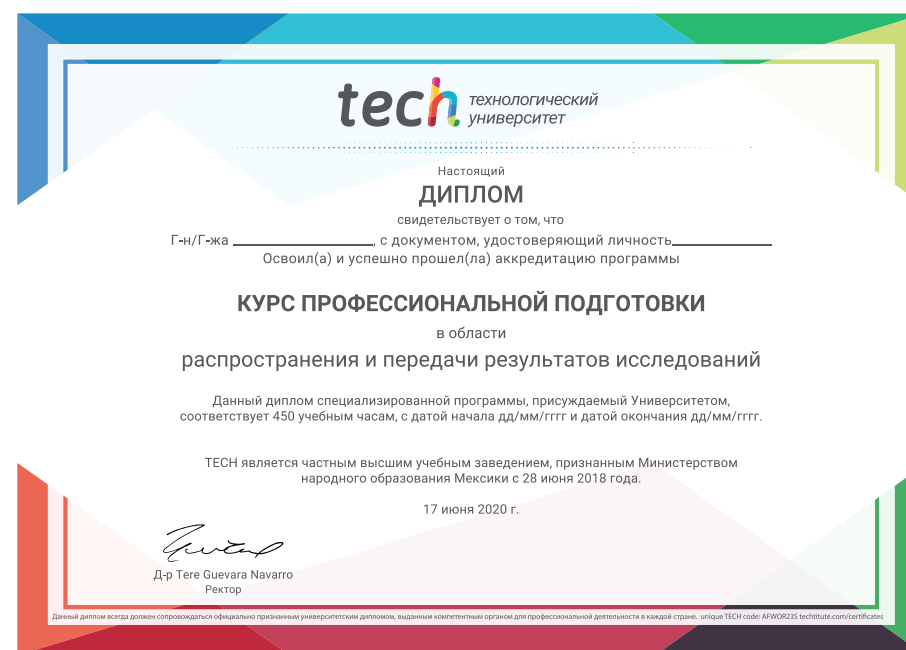 tech технологический
университет
Настоящий
ДИПЛОМ
свидетельствует о том, что
Г-н/Г-жа ____________________, с документом, удостоверяющий личность______________
Освоил(а) и успешно прошел(ла) аккредитацию программы
КУРС ПРОФЕССИОНАЛЬНОЙ ПОДГОТОВКИ
в области
распространения и передачи результатов исследований
Данный диплом специализированной программы, присуждаемый Университетом,
соответствует 450 учебным часам, с датой начала дд/мм/гггг и датой окончания дд/мм/гггг.
TECH является частным высшим учебным заведением, признанным Министерством
народного образования Мексики с 28 июня 2018 года.
17 июня 2020 г.
Д-р Tere Guevara Navarro
Ректор
Данный диплом всегда должен сопровождаться официально признанным университетским дипломом, выданным компетентным органом для профессиональной деятельности в каждой стране. unique TECH code: AFWOR23S techtitute.com/certificates